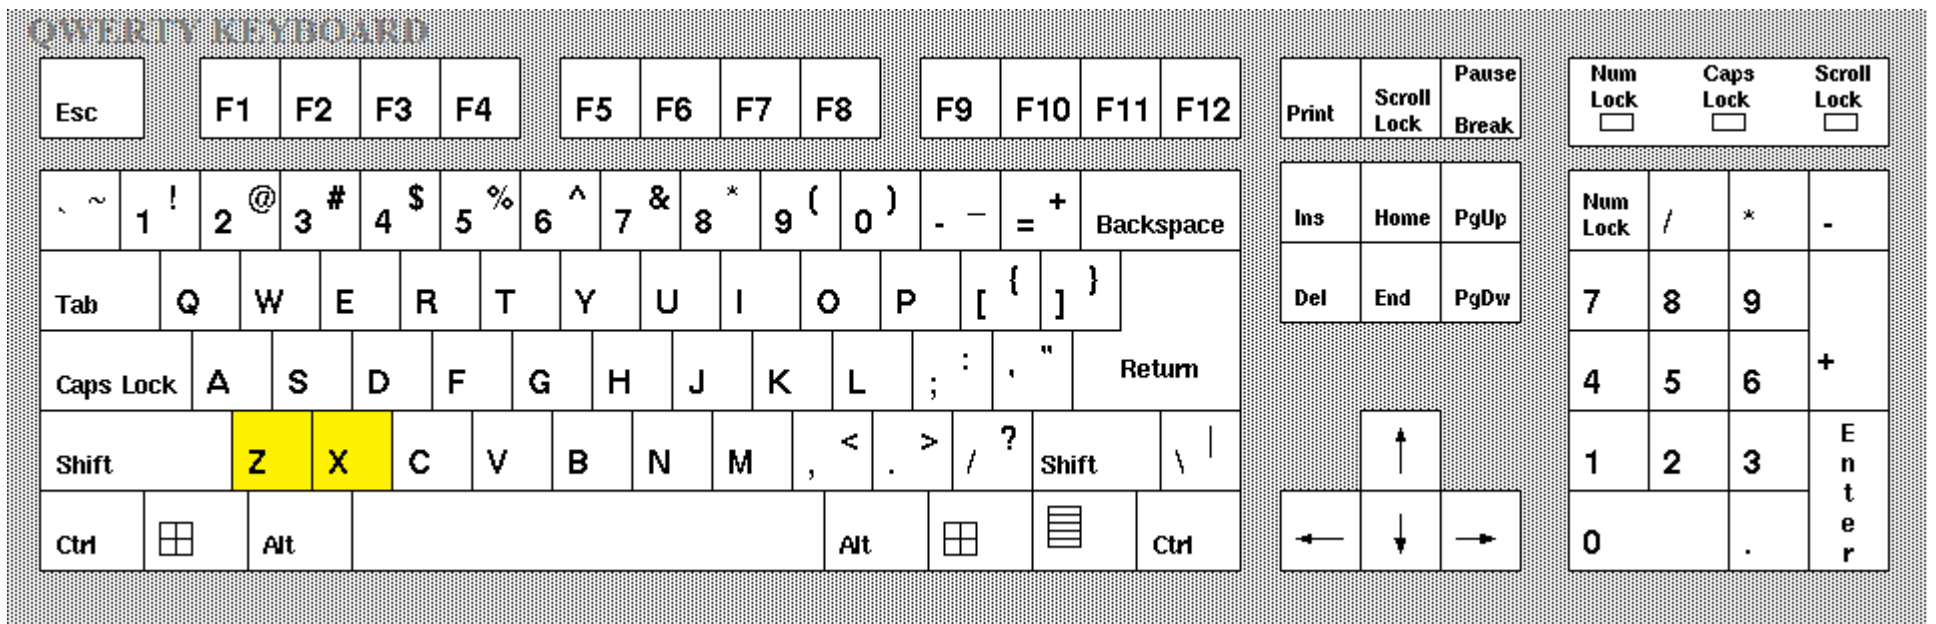 QWERTY KEYBOARD
Esc F1 F2 F3 F4 F5 F6 F7 F8 F9 F10 F11 F12 Print Scroll Lock Pause Break Num Lock Caps Lock Scroll Lock
` ~ 1 ! 2 @ 3 # 4 $ 5 % 6 ^ 7 & 8 * 9 ( 0 ) - _ = + Backspace Ins Home PgUp Num Lock / * -
Tab Q W E R T Y U I O P [ { ] } Del End PgDw 7 8 9
Caps Lock A S D F G H J K L ; : ' " Return 4 5 6 +
Shift Z X C V B N M , < . > / ? Shift \ | ↑ 1 2 3 Enter
Ctrl Alt Alt Ctrl ← ↓ → 0 .